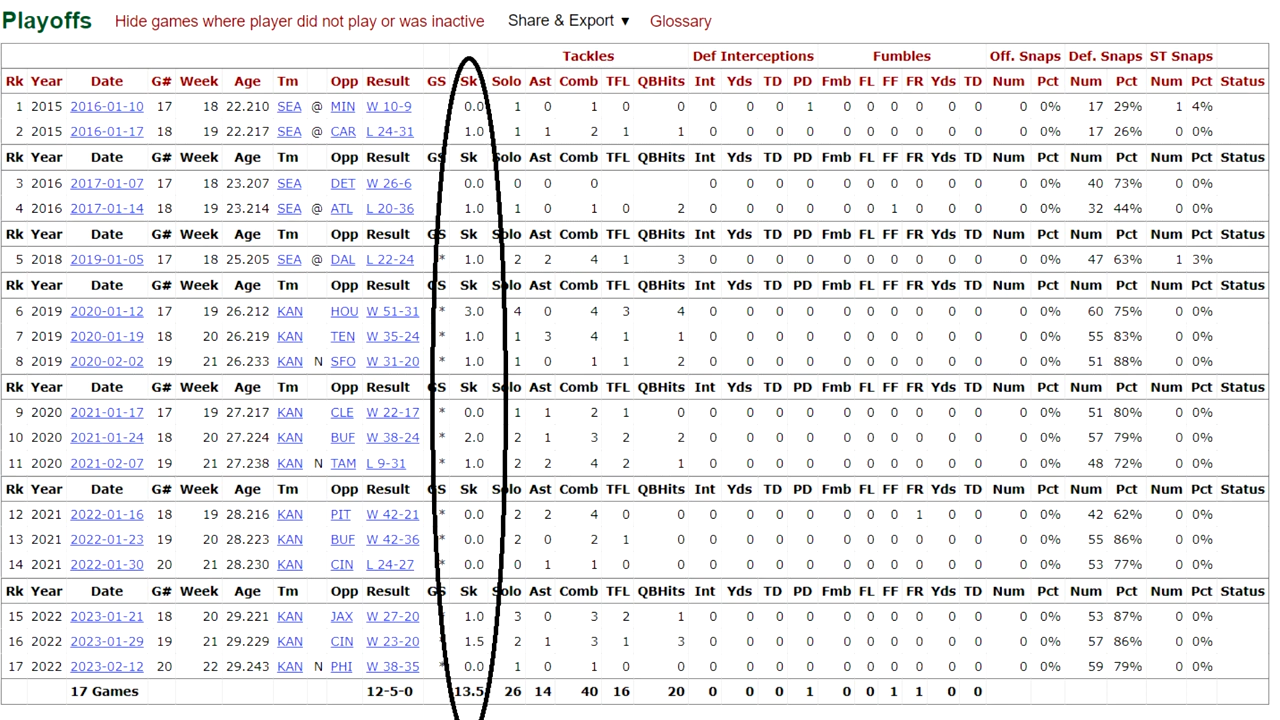 Playoffs Hide games where player did not play or was inactive Share & Export ▼ Glossary
Tackles Def Interceptions Fumbles Off. Snaps Def. Snaps ST Snaps
Rk Year Date G# Week Age Tm Opp Result GS Sk Solo Ast Comb TFL QBHits Int Yds TD PD Fmb FL FF FR Yds TD Num Pct Num Pct Num Pct Status
1 2015 2016-01-10 17 18 22.210 SEA @ MIN W 10-9 0.0 1 0 1 0 0 0 0 0 1 0 0 0 0 0 0 0 0% 17 29% 1 4%
2 2015 2016-01-17 18 19 22.217 SEA @ CAR L 24-31 1.0 1 1 2 1 1 0 0 0 0 0 0 0 0 0 0 0 0% 17 26% 0 0%
Rk Year Date G# Week Age Tm Opp Result GS Sk Solo Ast Comb TFL QBHits Int Yds TD PD Fmb FL FF FR Yds TD Num Pct Num Pct Num Pct Status
3 2016 2017-01-07 17 18 23.207 SEA DET W 26-6 0.0 0 0 0 0 0 0 0 0 0 0 0 0 0 0 0% 40 73% 0 0%
4 2016 2017-01-14 18 19 23.214 SEA @ ATL L 20-36 1.0 1 0 1 0 2 0 0 0 0 0 0 1 0 0 0 0 0% 32 44% 0 0%
Rk Year Date G# Week Age Tm Opp Result GS Sk Solo Ast Comb TFL QBHits Int Yds TD PD Fmb FL FF FR Yds TD Num Pct Num Pct Num Pct Status
5 2018 2019-01-05 17 18 25.205 SEA @ DAL L 22-24 * 1.0 2 2 4 1 3 0 0 0 0 0 0 0 0 0 0 0 0% 47 63% 1 3%
Rk Year Date G# Week Age Tm Opp Result GS Sk Solo Ast Comb TFL QBHits Int Yds TD PD Fmb FL FF FR Yds TD Num Pct Num Pct Num Pct Status
6 2019 2020-01-12 17 19 26.212 KAN HOU W 51-31 * 3.0 4 0 4 3 4 0 0 0 0 0 0 0 0 0 0 0 0% 60 75% 0 0%
7 2019 2020-01-19 18 20 26.219 KAN TEN W 35-24 * 1.0 1 3 4 1 1 0 0 0 0 0 0 0 0 0 0 0 0% 55 83% 0 0%
8 2019 2020-02-02 19 21 26.233 KAN N SFO W 31-20 * 1.0 1 0 1 1 2 0 0 0 0 0 0 0 0 0 0 0 0% 51 88% 0 0%
Rk Year Date G# Week Age Tm Opp Result GS Sk Solo Ast Comb TFL QBHits Int Yds TD PD Fmb FL FF FR Yds TD Num Pct Num Pct Num Pct Status
9 2020 2021-01-17 17 19 27.217 KAN CLE W 22-17 * 0.0 1 1 2 1 0 0 0 0 0 0 0 0 0 0 0 0 0% 51 80% 0 0%
10 2020 2021-01-24 18 20 27.224 KAN BUF W 38-24 * 2.0 2 1 3 2 2 0 0 0 0 0 0 0 0 0 0 0 0% 57 79% 0 0%
11 2020 2021-02-07 19 21 27.238 KAN N TAM L 9-31 * 1.0 2 2 4 2 1 0 0 0 0 0 0 0 0 0 0 0 0% 48 72% 0 0%
Rk Year Date G# Week Age Tm Opp Result GS Sk Solo Ast Comb TFL QBHits Int Yds TD PD Fmb FL FF FR Yds TD Num Pct Num Pct Num Pct Status
12 2021 2022-01-16 18 19 28.216 KAN PIT W 42-21 * 0.0 2 2 4 0 0 0 0 0 0 0 0 0 1 0 0 0 0% 42 62% 0 0%
13 2021 2022-01-23 19 20 28.223 KAN BUF W 42-36 * 0.0 2 0 2 1 0 0 0 0 0 0 0 0 0 0 0 0 0% 55 86% 0 0%
14 2021 2022-01-30 20 21 28.230 KAN CIN L 24-27 * 0.0 0 1 1 0 0 0 0 0 0 0 0 0 0 0 0 0 0% 53 77% 0 0%
Rk Year Date G# Week Age Tm Opp Result GS Sk Solo Ast Comb TFL QBHits Int Yds TD PD Fmb FL FF FR Yds TD Num Pct Num Pct Num Pct Status
15 2022 2023-01-21 18 20 29.221 KAN JAX W 27-20 1.0 3 0 3 2 1 0 0 0 0 0 0 0 0 0 0 0 0% 53 87% 0 0%
16 2022 2023-01-29 19 21 29.229 KAN CIN W 23-20 * 1.5 2 1 3 1 3 0 0 0 0 0 0 0 0 0 0 0 0% 57 86% 0 0%
17 2022 2023-02-12 20 22 29.243 KAN N PHI W 38-35 * 0.0 1 0 1 0 0 0 0 0 0 0 0 0 0 0 0 0 0% 59 79% 0 0%
17 Games 12-5-0 13.5 26 14 40 16 20 0 0 0 1 0 0 1 1 0 0